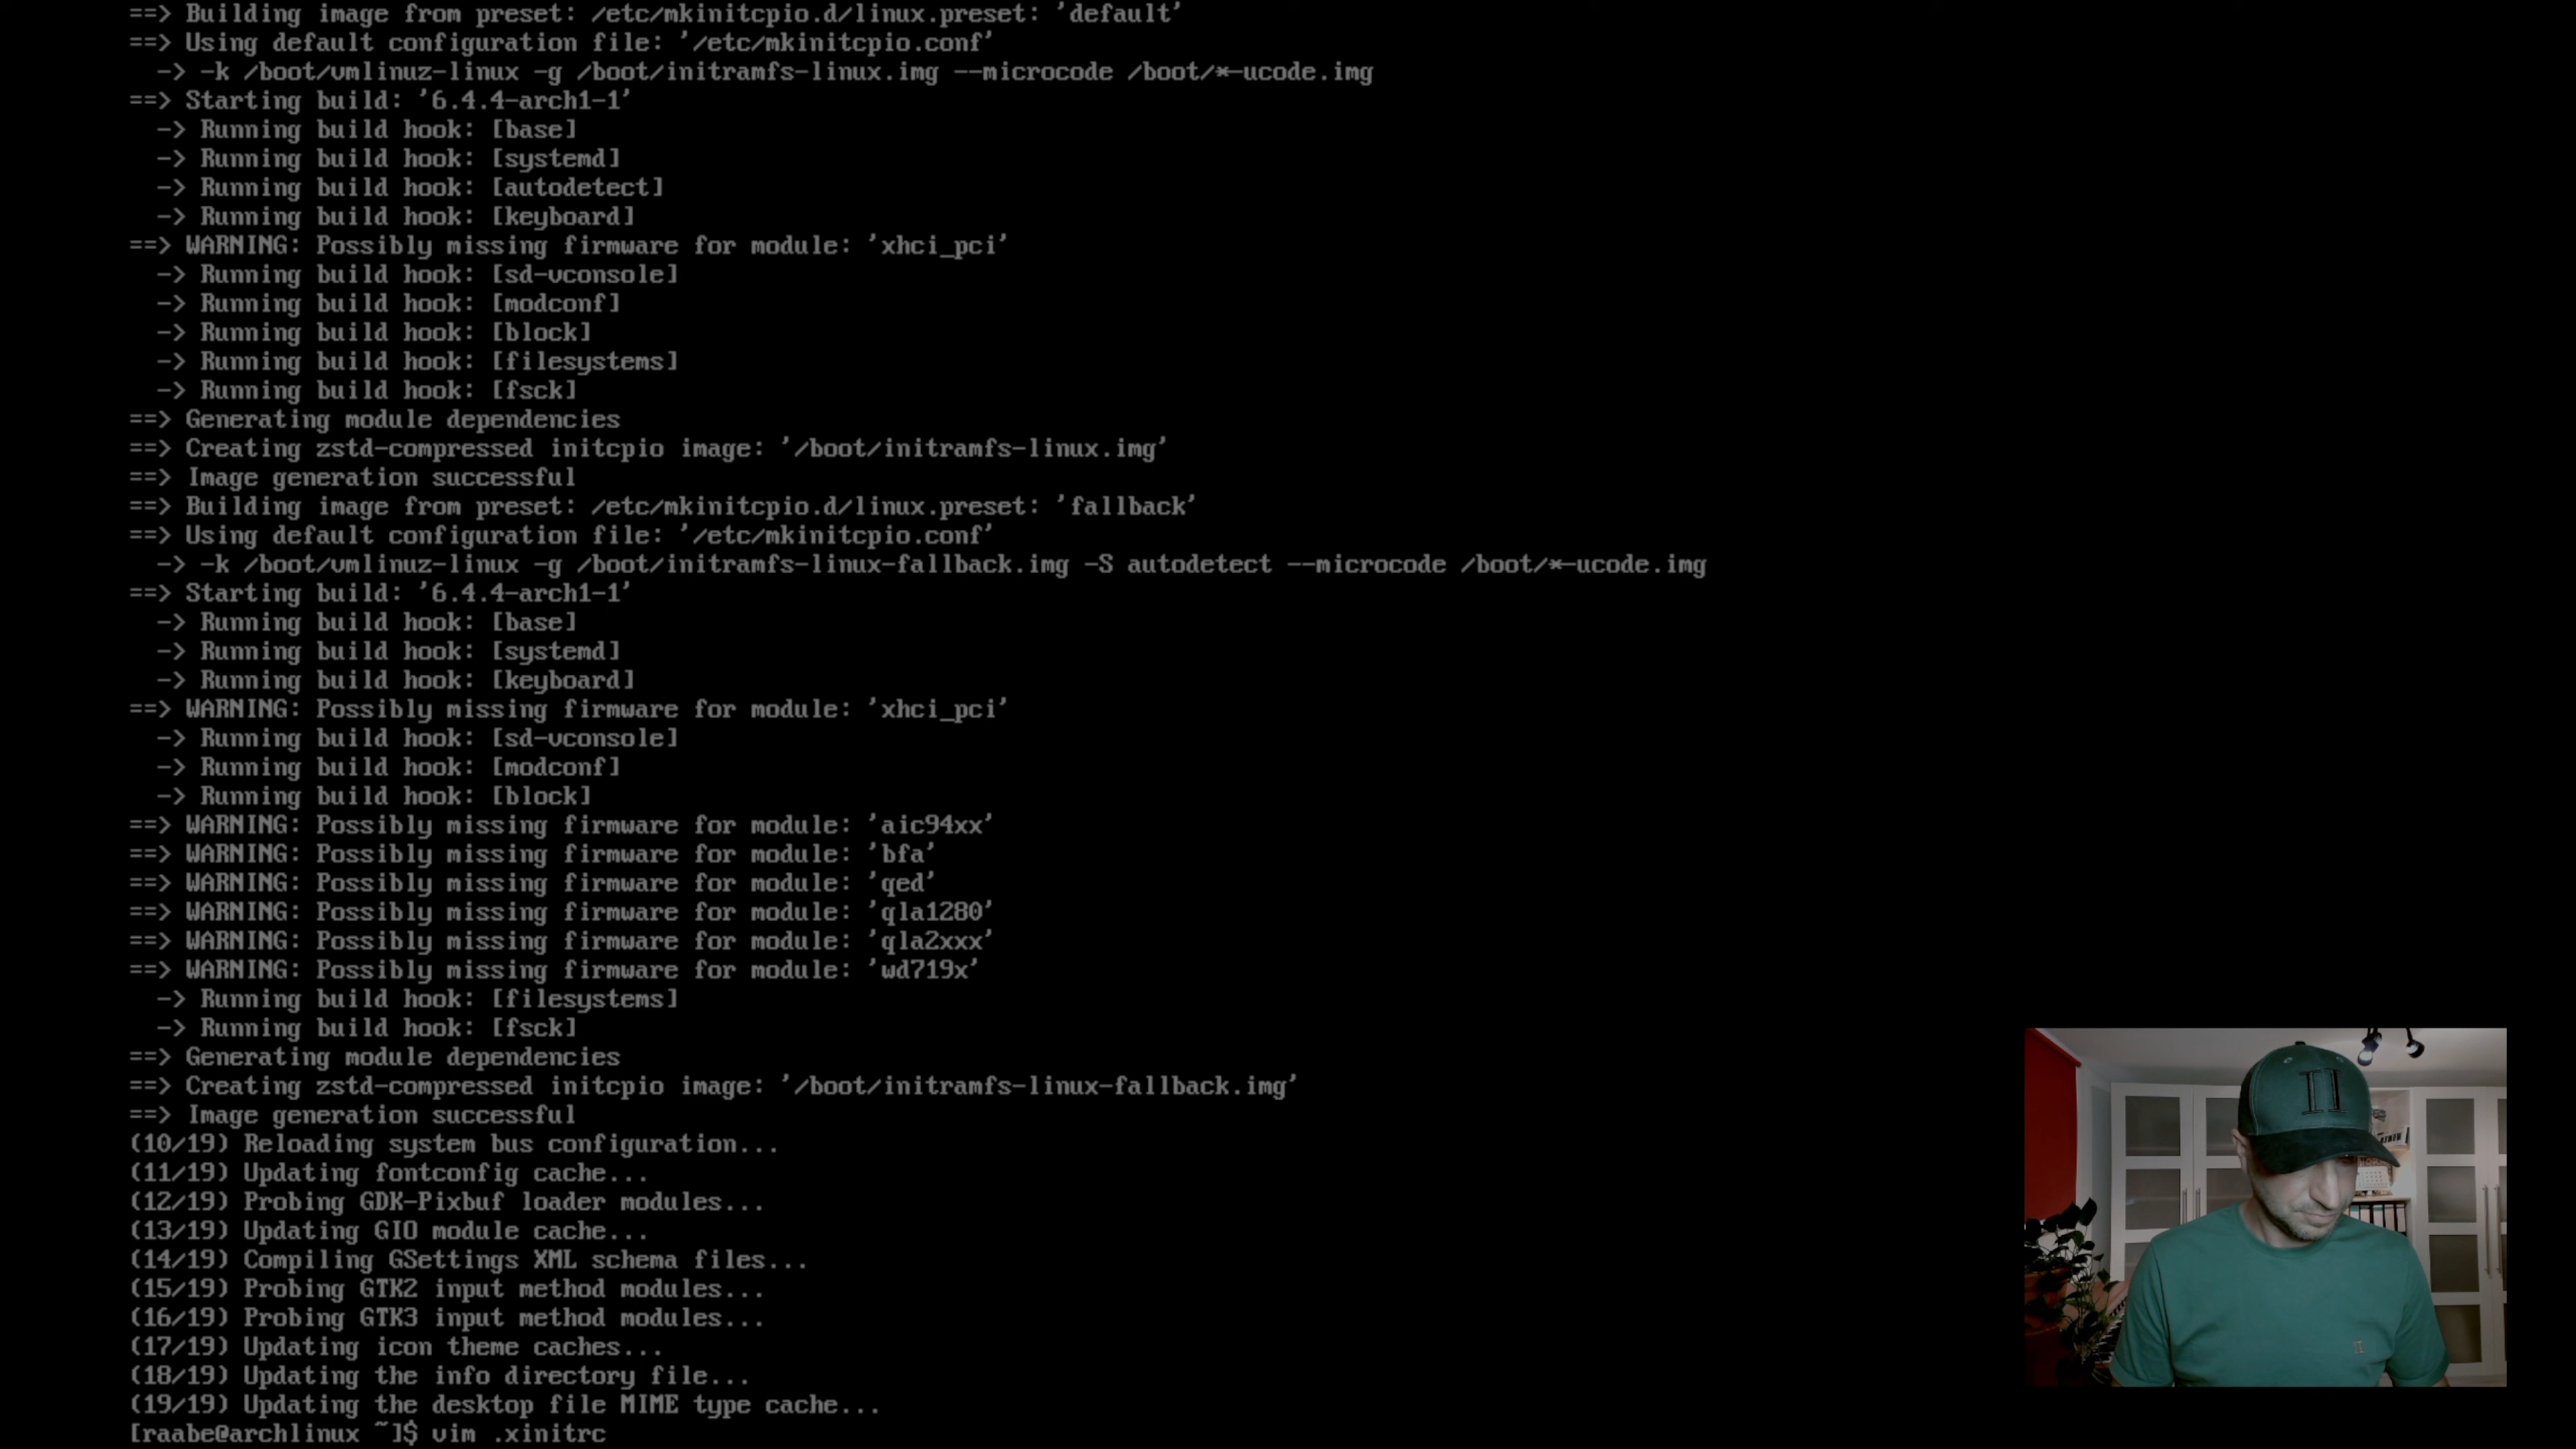 ==> Building image from preset: /etc/mkinitcpio.d/linux.preset: 'default'
==> Using default configuration file: '/etc/mkinitcpio.conf'
  -> -k /boot/vmlinuz-linux -g /boot/initramfs-linux.img --microcode /boot/*-ucode.img
==> Starting build: '6.4.4-arch1-1'
  -> Running build hook: [base]
  -> Running build hook: [systemd]
  -> Running build hook: [autodetect]
  -> Running build hook: [keyboard]
==> WARNING: Possibly missing firmware for module: 'xhci_pci'
  -> Running build hook: [sd-vconsole]
  -> Running build hook: [modconf]
  -> Running build hook: [block]
  -> Running build hook: [filesystems]
  -> Running build hook: [fsck]
==> Generating module dependencies
==> Creating zstd-compressed initcpio image: '/boot/initramfs-linux.img'
==> Image generation successful
==> Building image from preset: /etc/mkinitcpio.d/linux.preset: 'fallback'
==> Using default configuration file: '/etc/mkinitcpio.conf'
  -> -k /boot/vmlinuz-linux -g /boot/initramfs-linux-fallback.img -S autodetect --microcode /boot/*-ucode.img
==> Starting build: '6.4.4-arch1-1'
  -> Running build hook: [base]
  -> Running build hook: [systemd]
  -> Running build hook: [keyboard]
==> WARNING: Possibly missing firmware for module: 'xhci_pci'
  -> Running build hook: [sd-vconsole]
  -> Running build hook: [modconf]
  -> Running build hook: [block]
==> WARNING: Possibly missing firmware for module: 'aic94xx'
==> WARNING: Possibly missing firmware for module: 'bfa'
==> WARNING: Possibly missing firmware for module: 'qed'
==> WARNING: Possibly missing firmware for module: 'qla1280'
==> WARNING: Possibly missing firmware for module: 'qla2xxx'
==> WARNING: Possibly missing firmware for module: 'wd719x'
  -> Running build hook: [filesystems]
  -> Running build hook: [fsck]
==> Generating module dependencies
==> Creating zstd-compressed initcpio image: '/boot/initramfs-linux-fallback.img'
==> Image generation successful
(10/19) Reloading system bus configuration...
(11/19) Updating fontconfig cache...
(12/19) Probing GDK-Pixbuf loader modules...
(13/19) Updating GIO module cache...
(14/19) Compiling GSettings XML schema files...
(15/19) Probing GTK2 input method modules...
(16/19) Probing GTK3 input method modules...
(17/19) Updating icon theme caches...
(18/19) Updating the info directory file...
(19/19) Updating the desktop file MIME type cache...
[raabe@archlinux ~]$ vim .xinitrc
II
II